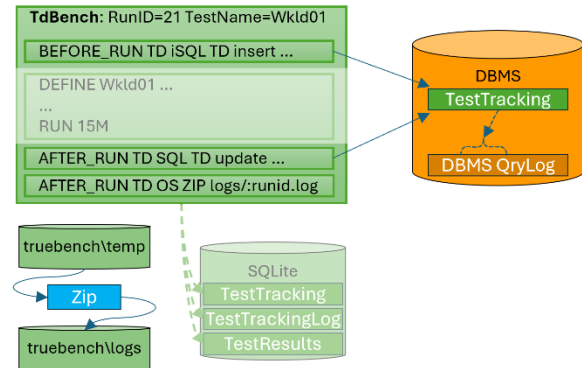 TdBench: RunID=21 TestName=Wkld01
BEFORE_RUN TD iSQL TD insert ...
DEFINE Wkld01 ...
...
RUN 15M
AFTER_RUN TD SQL TD update ...
AFTER_RUN TD OS ZIP logs/:runid.log
DBMS
TestTracking
DBMS QryLog
truebench\temp
Zip
truebench\logs
SQLite
TestTracking
TestTrackingLog
TestResults